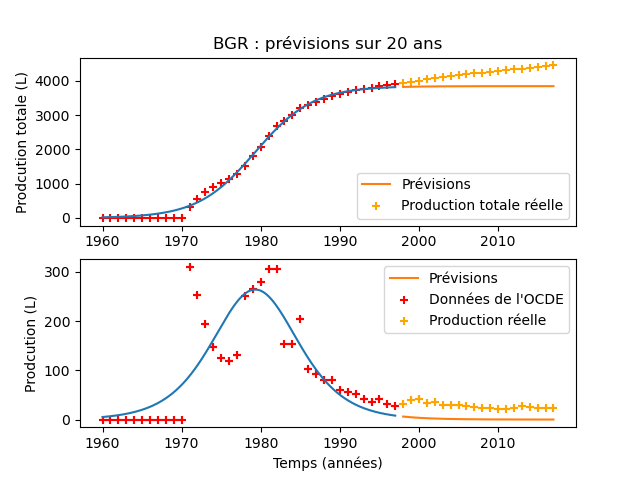 BGR : prévisions sur 20 ans
Prodcution totale (L)
4000
3000
2000
1000
0
Prévisions
Production totale réelle
1960 1970 1980 1990 2000 2010
Prodcution (L)
300
200
100
0
Prévisions
Données de l'OCDE
Production réelle
1960 1970 1980 1990 2000 2010
Temps (années)